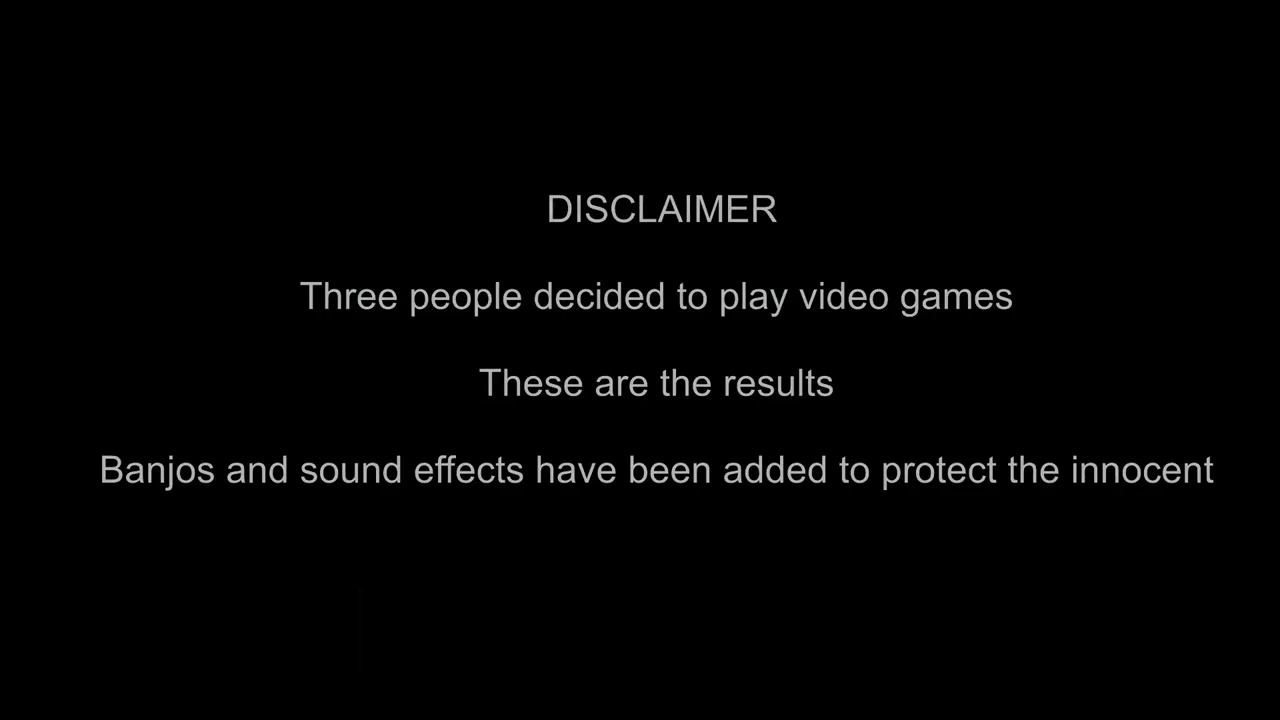 DISCLAIMER
Three people decided to play video games
These are the results
Banjos and sound effects have been added to protect the innocent